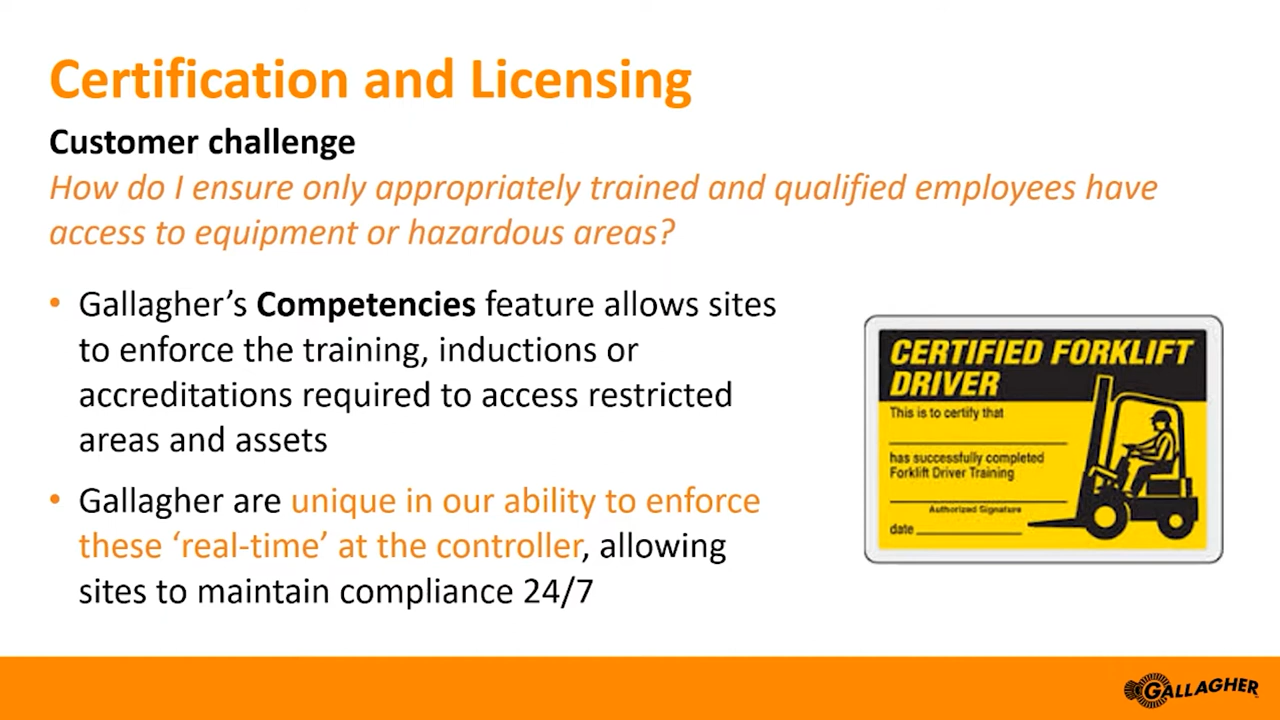 Certification and Licensing
Customer challenge
How do I ensure only appropriately trained and qualified employees have
access to equipment or hazardous areas?
• Gallagher’s Competencies feature allows sites
to enforce the training, inductions or
accreditations required to access restricted
areas and assets
• Gallagher are unique in our ability to enforce
these ‘real-time’ at the controller, allowing
sites to maintain compliance 24/7
CERTIFIED FORKLIFT
DRIVER
This is to certify that
has successfully completed
Forklift Driver Training
Authorized Signature
date
GALLAGHER